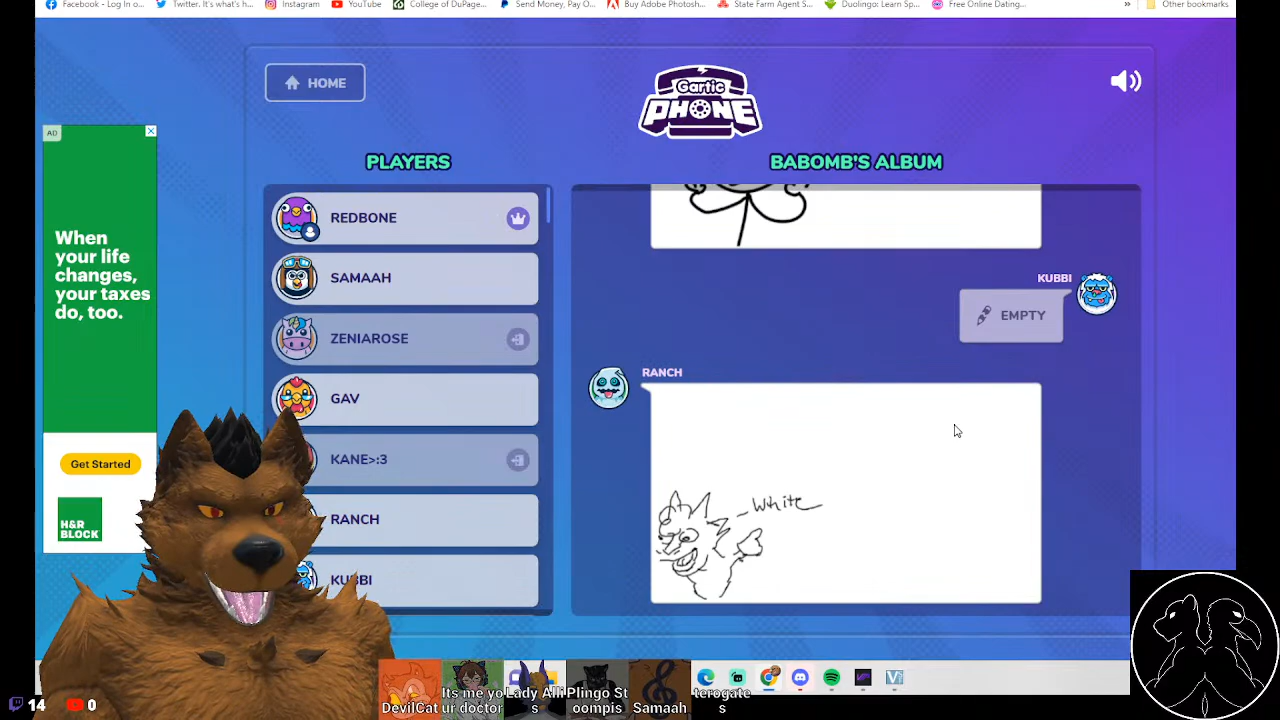 Facebook - Log In o...
Twitter. It's what's h...
Instagram
YouTube
College of DuPage...
Send Money, Pay O...
Buy Adobe Photosh...
State Farm Agent S...
Duolingo: Learn Sp...
Free Online Dating...
»
Other bookmarks
HOME
Gartic
PHONE
AD
PLAYERS
BABOMB'S ALBUM
When
your life
changes,
your taxes
do, too.
Get Started
H&R
BLOCK
REDBONE
SAMAAH
ZENIAROSE
GAV
KANE>:3
RANCH
KUBBI
KUBBI
EMPTY
RANCH
White
DevilCat
Its me yo
ur doctor
Lady Alli
s
Plingo St
oompis
Samaah
terogate
s
14
0